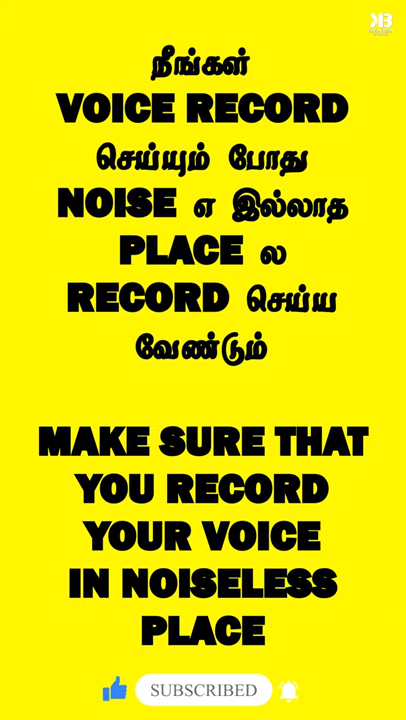 நீங்கள்
VOICE RECORD
செய்யும் போது
NOISE எ இல்லாத
PLACE ல
RECORD செய்ய
வேண்டும்
MAKE SURE THAT
YOU RECORD
YOUR VOICE
IN NOISELESS
PLACE
SUBSCRIBED